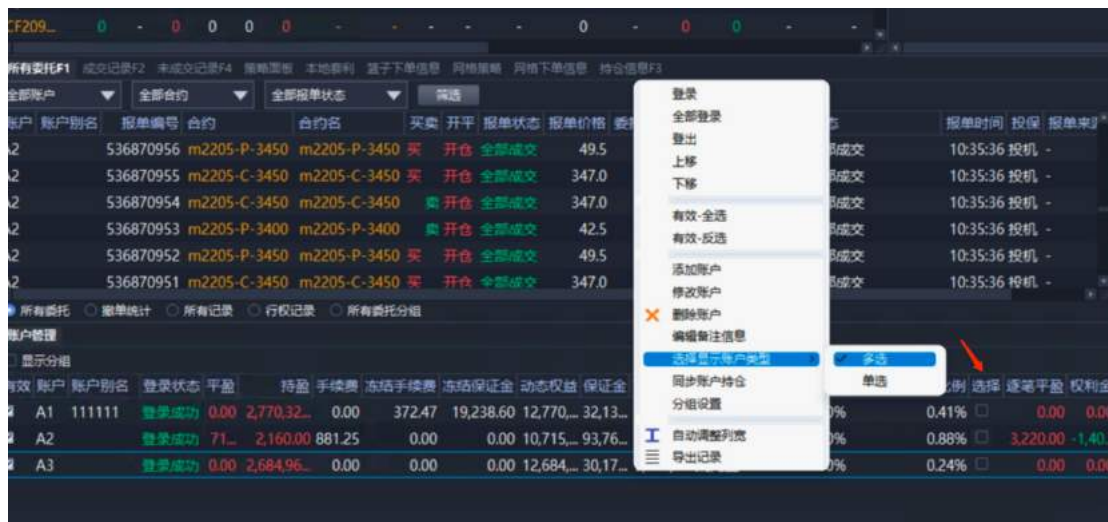 CF209... 0 - 0 0 0 0 - - - - - 0 - 0 0 - -
所有委托F1 成交记录F2 未成交记录F4 策略面板 本地套利 篮子下单信息 网格策略 网格下单信息 持仓信息F3
全部账户 全部合约 全部报单状态 筛选
账户 账户别名 报单编号 合约 合约名 买卖 开平 报单状态 报单价格 报单时间 投保 报单来源
A2 536870956 m2205-P-3450 m2205-P-3450 买 开仓 全部成交 49.5 部成交 10:35:36 投机 -
A2 536870955 m2205-C-3450 m2205-C-3450 买 开仓 全部成交 347.0 部成交 10:35:36 投机 -
A2 536870954 m2205-C-3450 m2205-C-3450 卖 开仓 全部成交 347.0 部成交 10:35:36 投机 -
A2 536870953 m2205-P-3400 m2205-P-3400 卖 开仓 全部成交 42.5 部成交 10:35:36 投机 -
A2 536870952 m2205-P-3450 m2205-P-3450 买 开仓 全部成交 49.5 部成交 10:35:36 投机 -
A2 536870951 m2205-C-3450 m2205-C-3450 买 开仓 全部成交 347.0 部成交 10:35:36 投机 -
所有委托 撤单统计 所有记录 行权记录 所有委托分组
账户管理
显示分组
有效 账户 账户别名 登录状态 平盈 持盈 手续费 冻结手续费 冻结保证金 动态权益 保证金 比例 选择 逐笔平盈 权利金
A1 111111 登录成功 0.00 2,770,32... 0.00 372.47 19,238.60 12,770,... 32,13... 0% 0.41% 0.00 0.00
A2 登录成功 71... 2,160.00 881.25 0.00 0.00 10,715,... 93,76... 0% 0.88% 3,220.00 -1,40.
A3 登录成功 0.00 2,684,96... 0.00 0.00 0.00 12,684,... 30,17... 0% 0.24% 0.00 0.00
登录
全部登录
登出
上移
下移
有效-全选
有效-反选
添加账户
修改账户
删除账户
编辑备注信息
选择显示账户类型
同步账户持仓
分组设置
自动调整列宽
导出记录
多选
单选